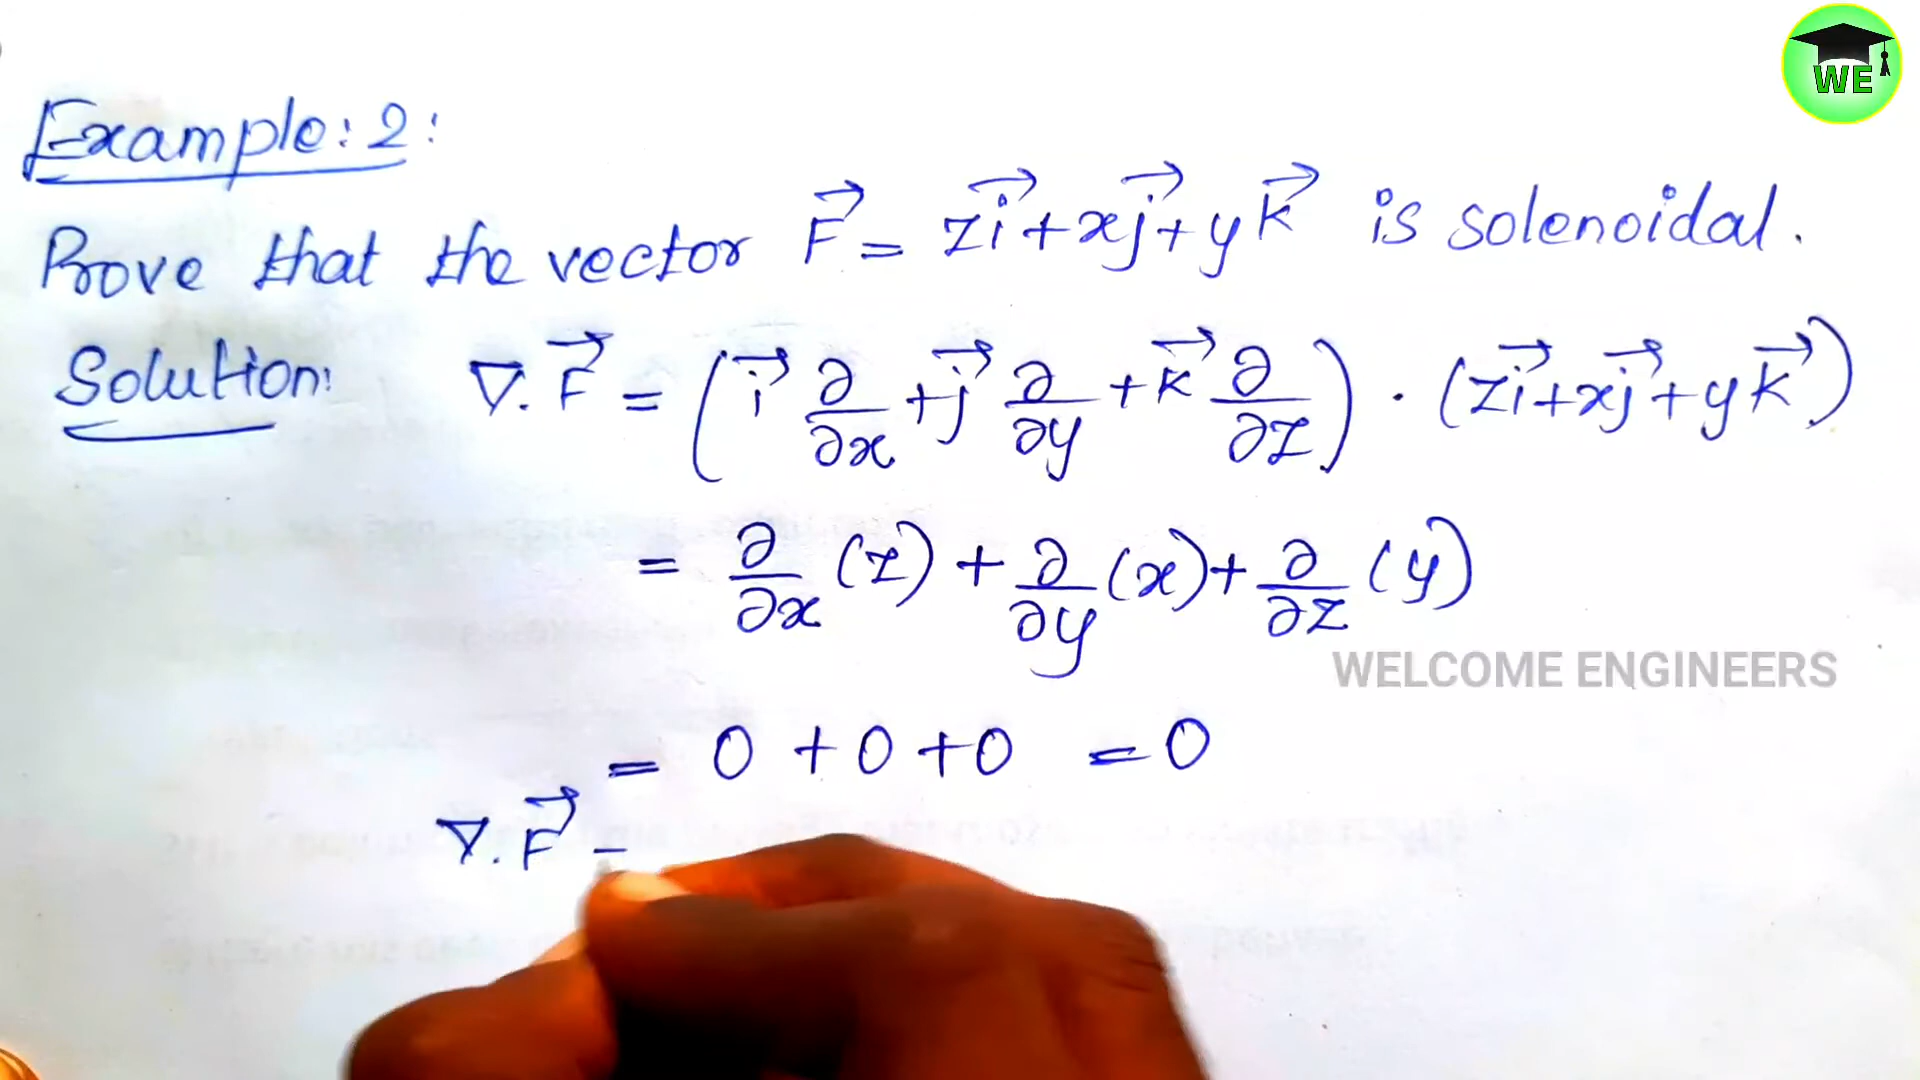 WE
Example: 2:
Prove that the vector F⃗ = zi⃗ + xj⃗ + yk⃗ is solenoidal.
Solution: ∇. F⃗ = (i⃗ ∂/∂x + j⃗ ∂/∂y + k⃗ ∂/∂z) . (zi⃗ + xj⃗ + yk⃗)
= ∂/∂x (z) + ∂/∂y (x) + ∂/∂z (y)
WELCOME ENGINEERS
= 0 + 0 + 0 = 0
∇. F⃗ =